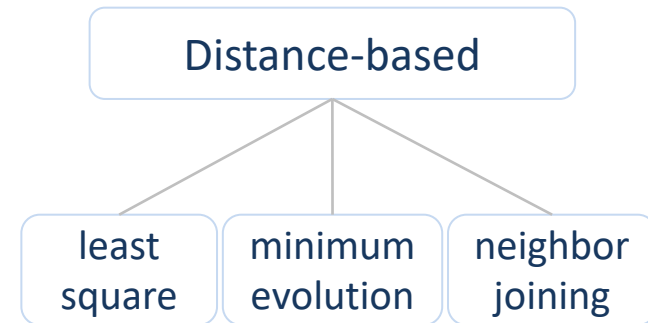 Distance-based
least
square
minimum
evolution
neighbor
joining